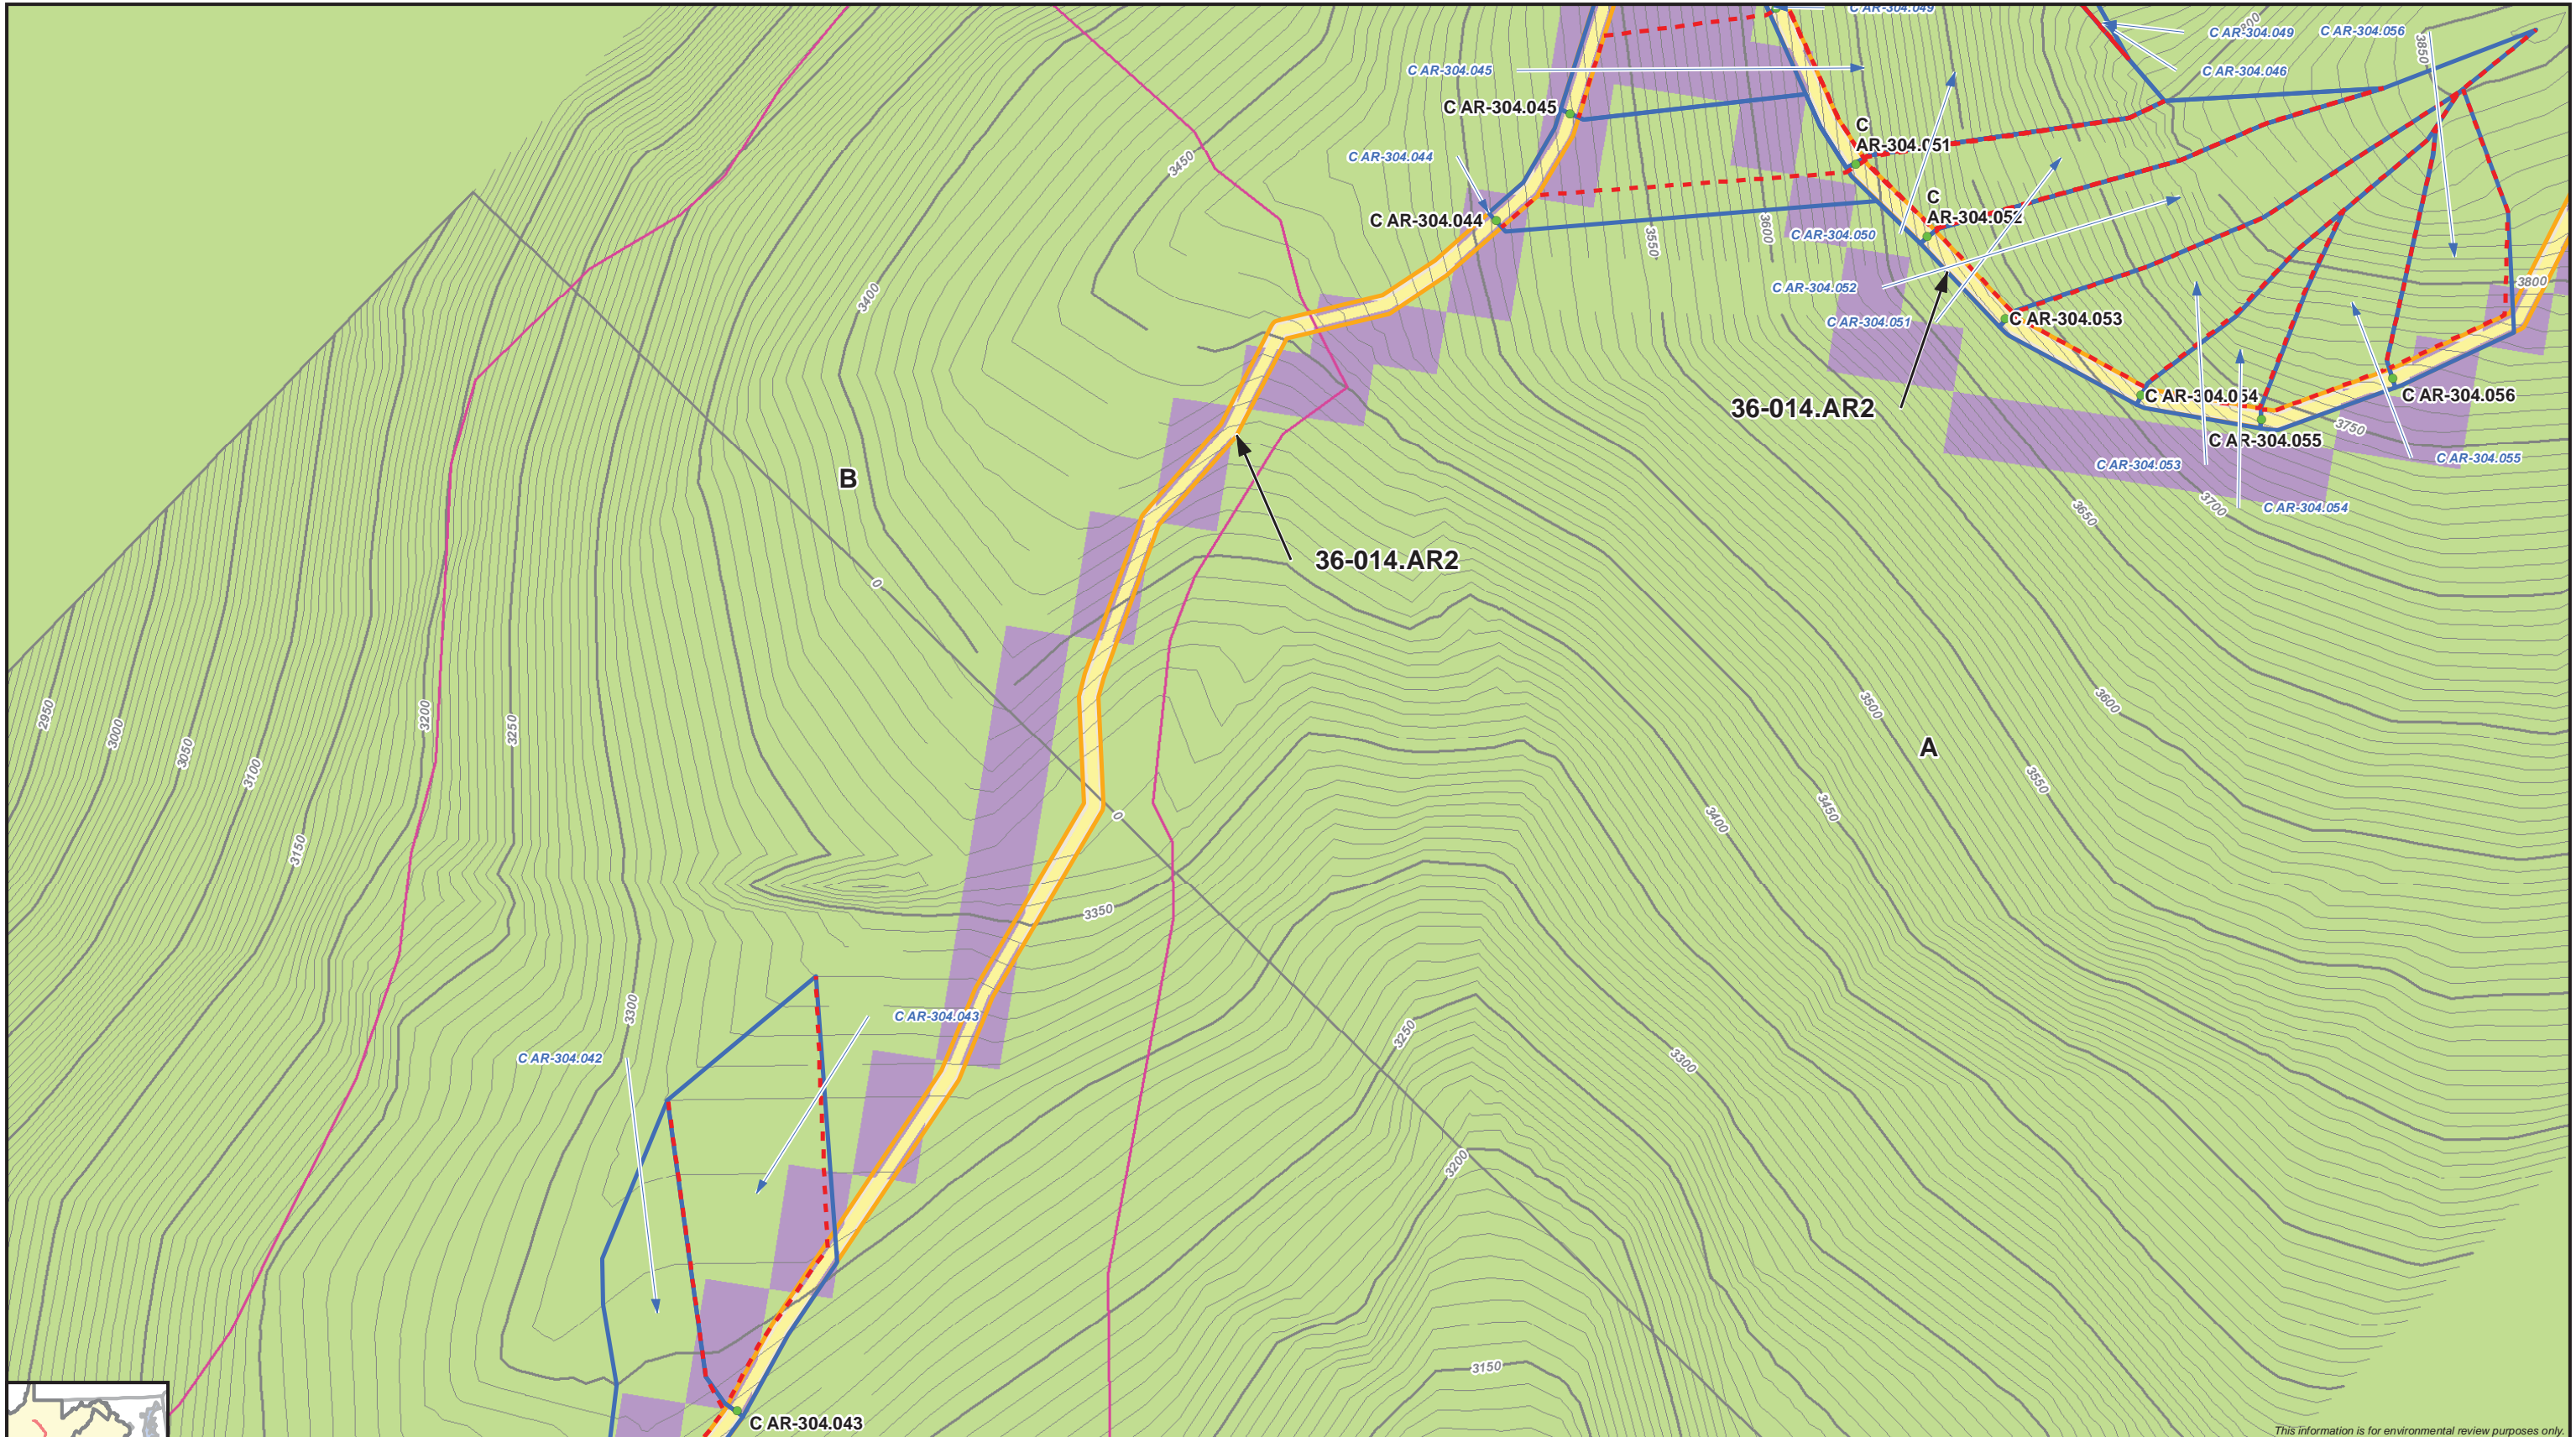 C AR-304.049
C AR-304.049
C AR-304.056
3800
3850
C AR-304.045
C AR-304.046
C AR-304.045
C
AR-304.051
C AR-304.044
3450
C
AR-304.052
C AR-304.044
C AR-304.050
3550
3600
3400
C AR-304.052
3800
C AR-304.051
C AR-304.053
C AR-304.054
C AR-304.056
36-014.AR2
3750
C AR-304.055
C AR-304.053
C AR-304.055
B
3700
C AR-304.054
3650
36-014.AR2
0
2950
3000
3050
3100
3200
3250
3500
3600
A
3550
3150
0
3400
3450
3350
3300
C AR-304.043
3250
C AR-304.042
3300
3200
3150
C AR-304.043
This information is for environmental review purposes only.